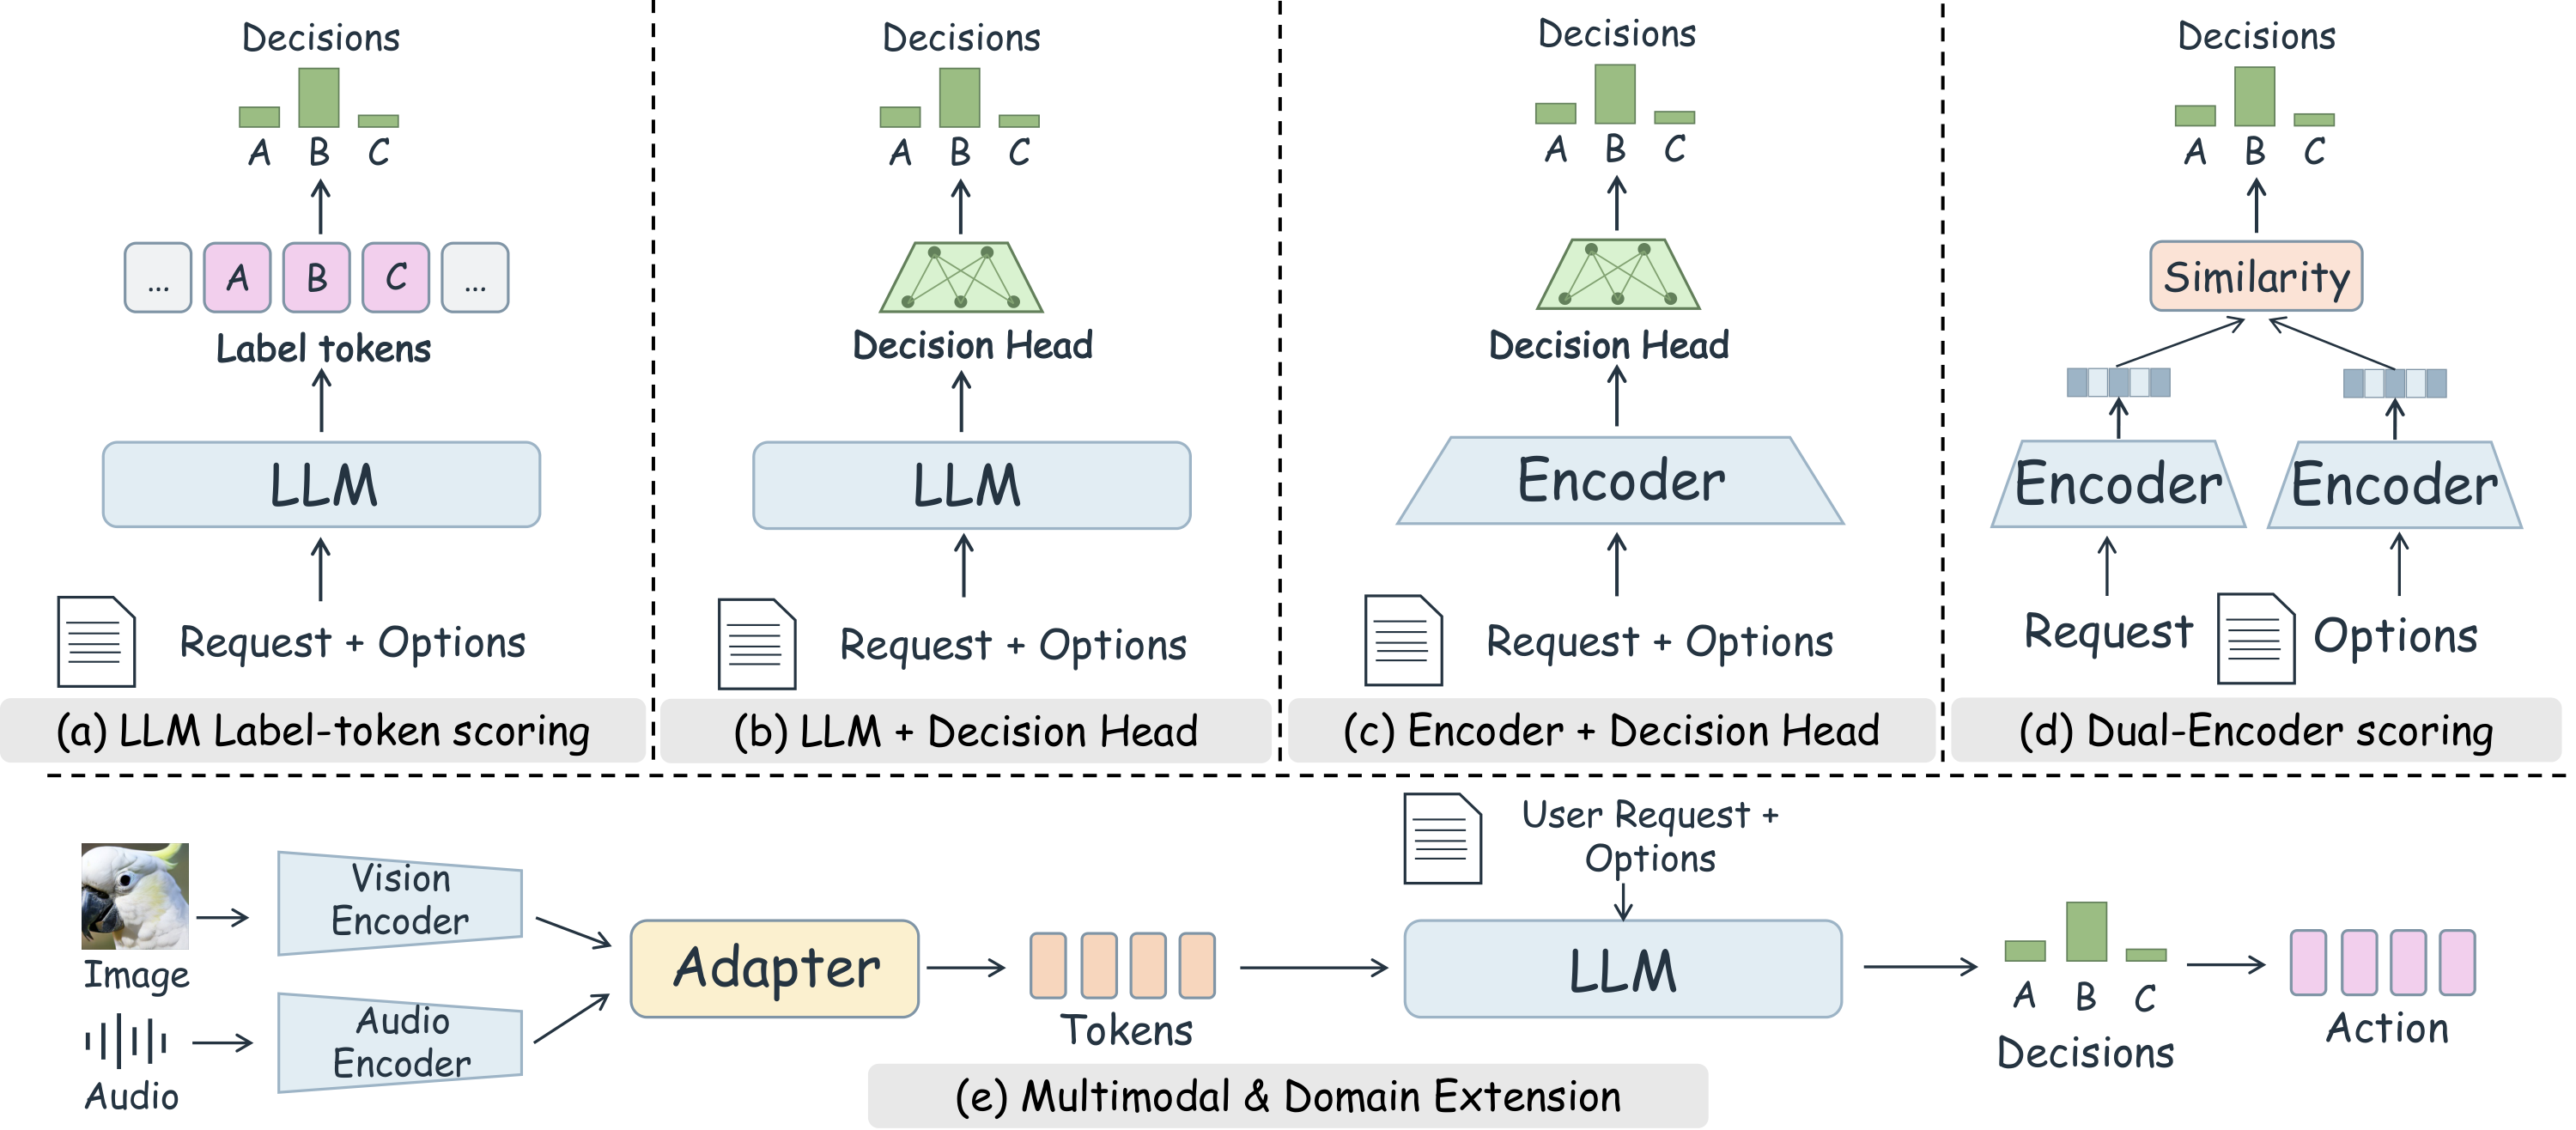 Decisions
A B C
... A B C ...
Label tokens
LLM
Request + Options
(a) LLM Label-token scoring
Decisions
A B C
Decision Head
LLM
Request + Options
(b) LLM + Decision Head
Decisions
A B C
Decision Head
Encoder
Request + Options
(c) Encoder + Decision Head
Decisions
A B C
Similarity
Encoder Encoder
Request Options
(d) Dual-Encoder scoring
Image
Audio
Vision
Encoder
Audio
Encoder
Adapter
Tokens
User Request +
Options
LLM
A B C
Decisions
Action
(e) Multimodal & Domain Extension